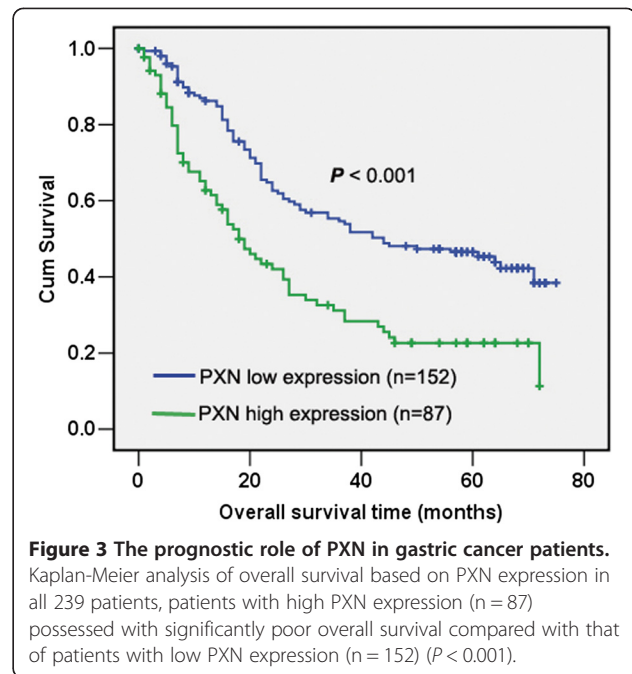 1.0
0.8
0.6
0.4
0.2
0.0
Cum Survival
P < 0.001
PXN low expression (n=152)
PXN high expression (n=87)
0 20 40 60 80
Overall survival time (months)
Figure 3 The prognostic role of PXN in gastric cancer patients.
Kaplan-Meier analysis of overall survival based on PXN expression in
all 239 patients, patients with high PXN expression (n = 87)
possessed with significantly poor overall survival compared with that
of patients with low PXN expression (n = 152) (P < 0.001).